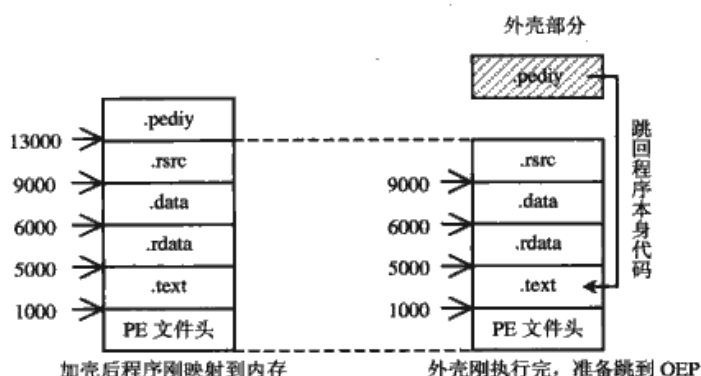 外壳部分
.pediy
跳回程序本身代码
.pediy
13000
.rsrc
9000
.data
6000
.rdata
5000
.text
1000
PE 文件头
.rsrc
9000
.data
6000
.rdata
5000
.text
1000
PE 文件头
加壳后程序刚映射到内存
外壳刚执行完，准备跳到 OEP